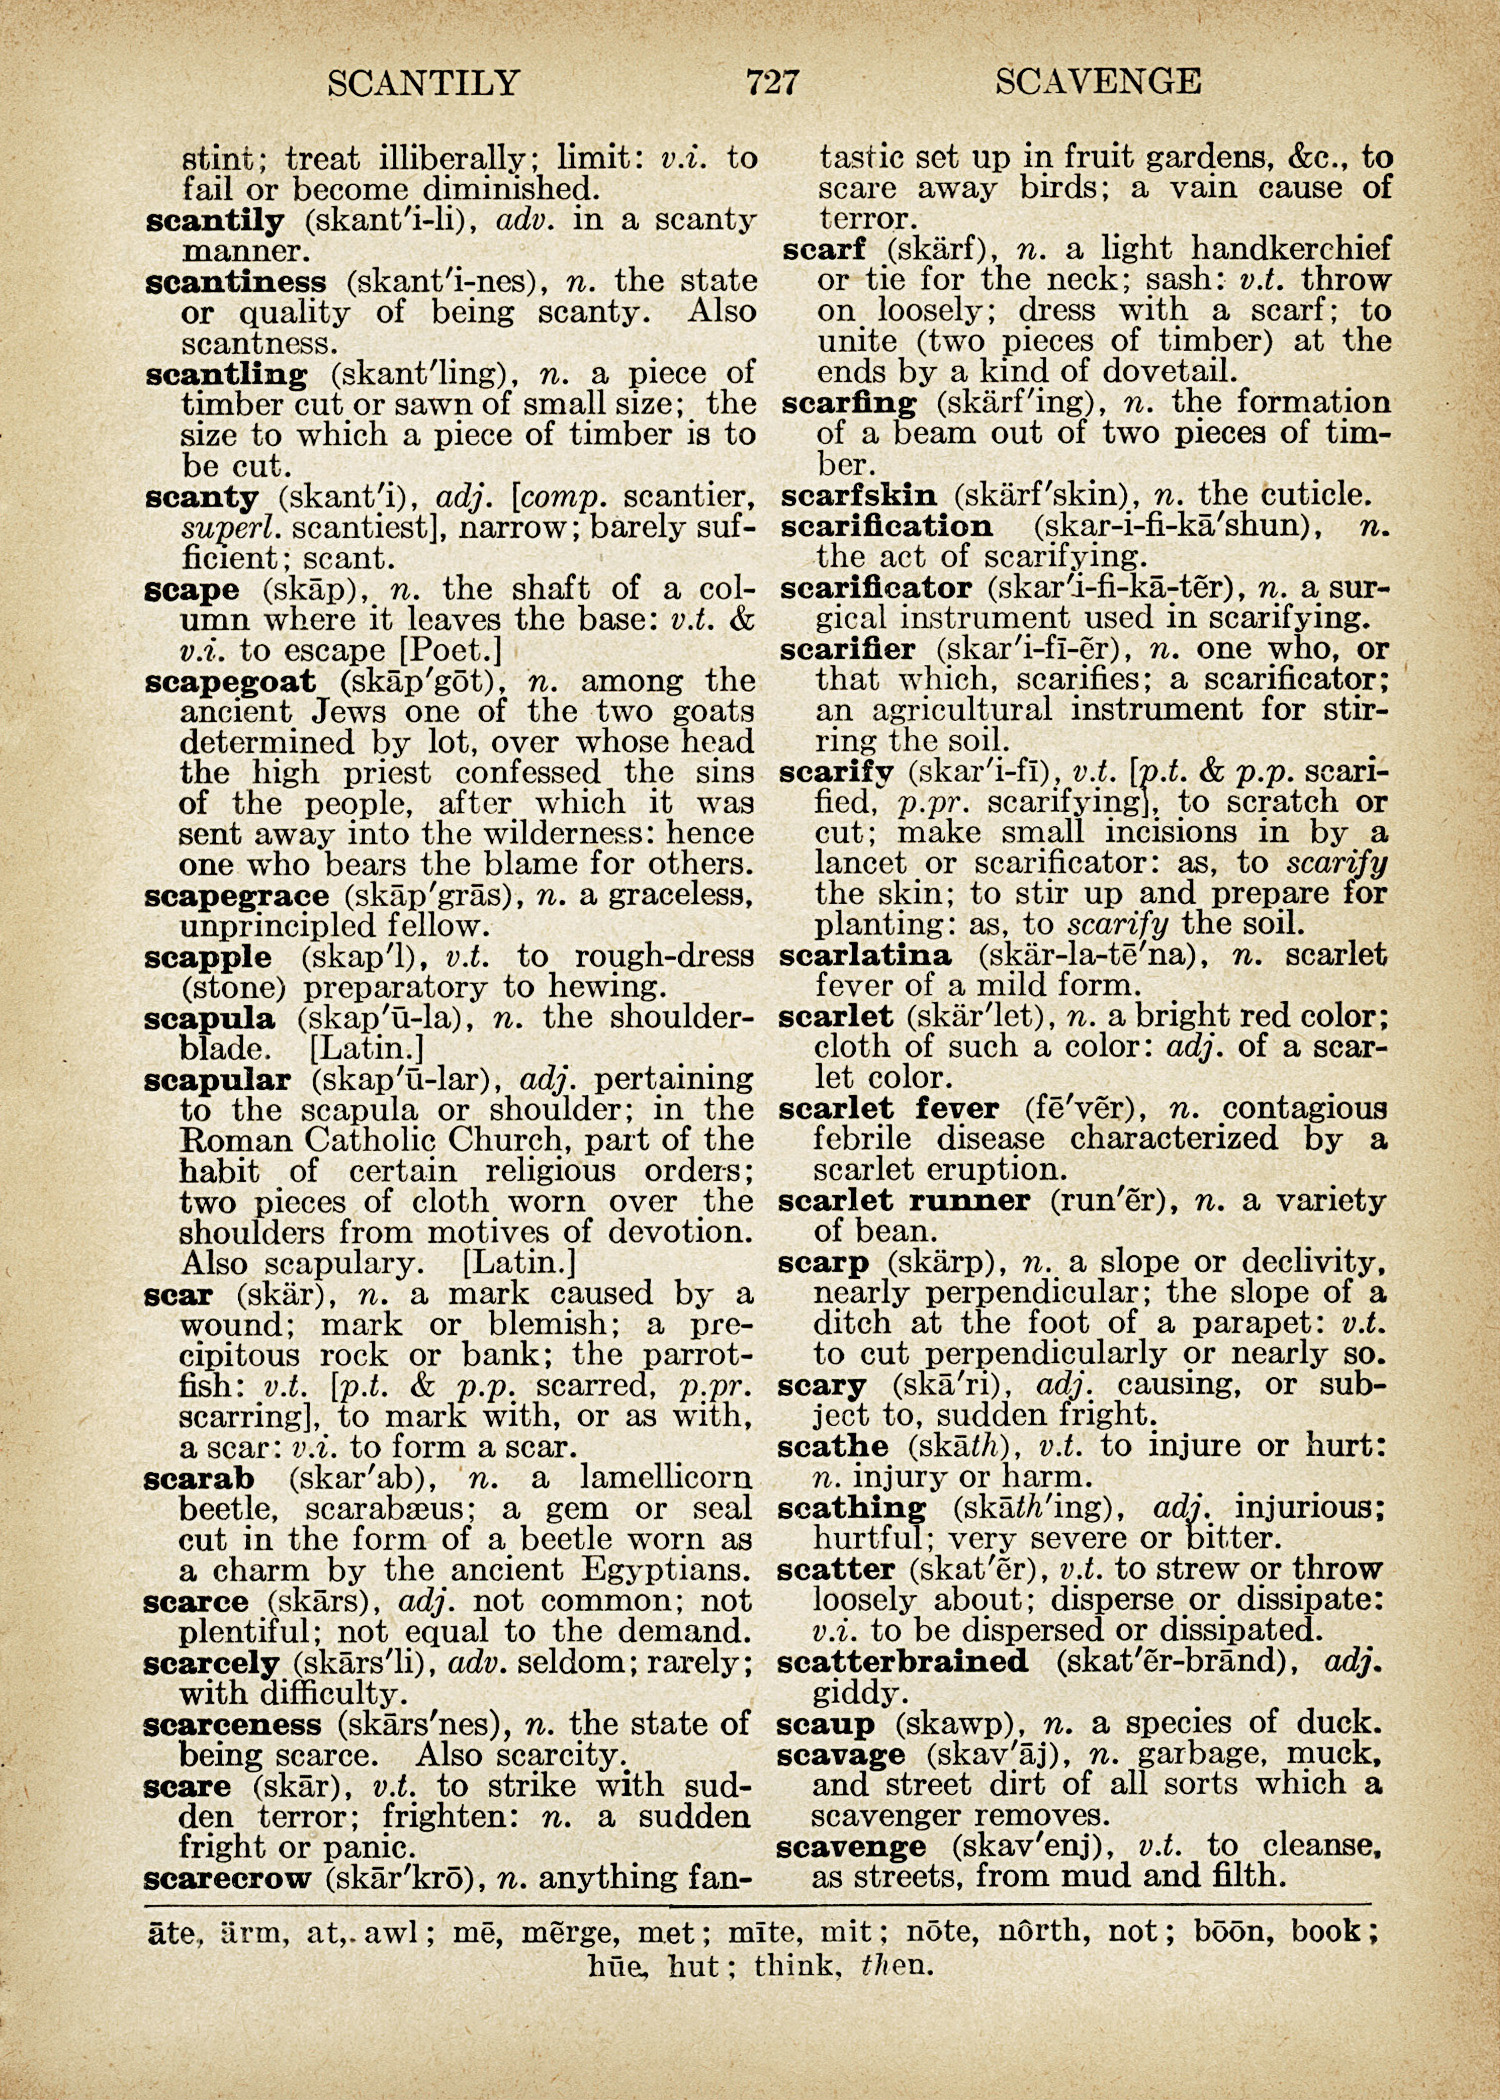 SCANTILY 727 SCAVENGE
stint; treat illiberally; limit: v.i. to
fail or become diminished.
scantily (skant′i-li), adv. in a scanty
manner.
scantiness (skant′i-nes), n. the state
or quality of being scanty. Also
scantness.
scantling (skant′ling), n. a piece of
timber cut or sawn of small size; the
size to which a piece of timber is to
be cut.
scanty (skant′i), adj. [comp. scantier,
superl. scantiest], narrow; barely suf-
ficient; scant.
scape (skāp), n. the shaft of a col-
umn where it leaves the base: v.t. &
v.i. to escape [Poet.]
scapegoat (skāp′gōt), n. among the
ancient Jews one of the two goats
determined by lot, over whose head
the high priest confessed the sins
of the people, after which it was
sent away into the wilderness: hence
one who bears the blame for others.
scapegrace (skāp′grās), n. a graceless,
unprincipled fellow.
scapple (skap′l), v.t. to rough-dress
(stone) preparatory to hewing.
scapula (skap′ū-la), n. the shoulder-
blade. [Latin.]
scapular (skap′ū-lar), adj. pertaining
to the scapula or shoulder; in the
Roman Catholic Church, part of the
habit of certain religious orders;
two pieces of cloth worn over the
shoulders from motives of devotion.
Also scapulary. [Latin.]
scar (skär), n. a mark caused by a
wound; mark or blemish; a pre-
cipitous rock or bank; the parrot-
fish: v.t. [p.t. & p.p. scarred, p.pr.
scarring], to mark with, or as with,
a scar: v.i. to form a scar.
scarab (skar′ab), n. a lamellicorn
beetle, scarabæus; a gem or seal
cut in the form of a beetle worn as
a charm by the ancient Egyptians.
scarce (skārs), adj. not common; not
plentiful; not equal to the demand.
scarcely (skārs′li), adv. seldom; rarely;
with difficulty.
scarceness (skārs′nes), n. the state of
being scarce. Also scarcity.
scare (skār), v.t. to strike with sud-
den terror; frighten: n. a sudden
fright or panic.
scarecrow (skār′krō), n. anything fan-
tastic set up in fruit gardens, &c., to
scare away birds; a vain cause of
terror.
scarf (skärf), n. a light handkerchief
or tie for the neck; sash: v.t. throw
on loosely; dress with a scarf; to
unite (two pieces of timber) at the
ends by a kind of dovetail.
scarfing (skärf′ing), n. the formation
of a beam out of two pieces of tim-
ber.
scarfskin (skärf′skin), n. the cuticle.
scarification (skar-i-fi-kā′shun), n.
the act of scarifying.
scarificator (skar′i-fi-kā-tẽr), n. a sur-
gical instrument used in scarifying.
scarifier (skar′i-fī-ẽr), n. one who, or
that which, scarifies; a scarificator;
an agricultural instrument for stir-
ring the soil.
scarify (skar′i-fī), v.t. [p.t. & p.p. scari-
fied, p.pr. scarifying], to scratch or
cut; make small incisions in by a
lancet or scarificator: as, to scarify
the skin; to stir up and prepare for
planting: as, to scarify the soil.
scarlatina (skär-la-tē′na), n. scarlet
fever of a mild form.
scarlet (skär′let), n. a bright red color;
cloth of such a color: adj. of a scar-
let color.
scarlet fever (fē′vẽr), n. contagious
febrile disease characterized by a
scarlet eruption.
scarlet runner (run′ẽr), n. a variety
of bean.
scarp (skärp), n. a slope or declivity,
nearly perpendicular; the slope of a
ditch at the foot of a parapet: v.t.
to cut perpendicularly or nearly so.
scary (skā′ri), adj. causing, or sub-
ject to, sudden fright.
scathe (skāth), v.t. to injure or hurt:
n. injury or harm.
scathing (skāth′ing), adj. injurious;
hurtful; very severe or bitter.
scatter (skat′ẽr), v.t. to strew or throw
loosely about; disperse or dissipate:
v.i. to be dispersed or dissipated.
scatterbrained (skat′ẽr-brānd), adj.
giddy.
scaup (skawp), n. a species of duck.
scavage (skav′āj), n. garbage, muck,
and street dirt of all sorts which a
scavenger removes.
scavenge (skav′enj), v.t. to cleanse,
as streets, from mud and filth.
āte, ärm, at, awl; mē, mẽrge, met; mīte, mit; nōte, nôrth, not; bōōn, book;
hūe, hut; think, then.